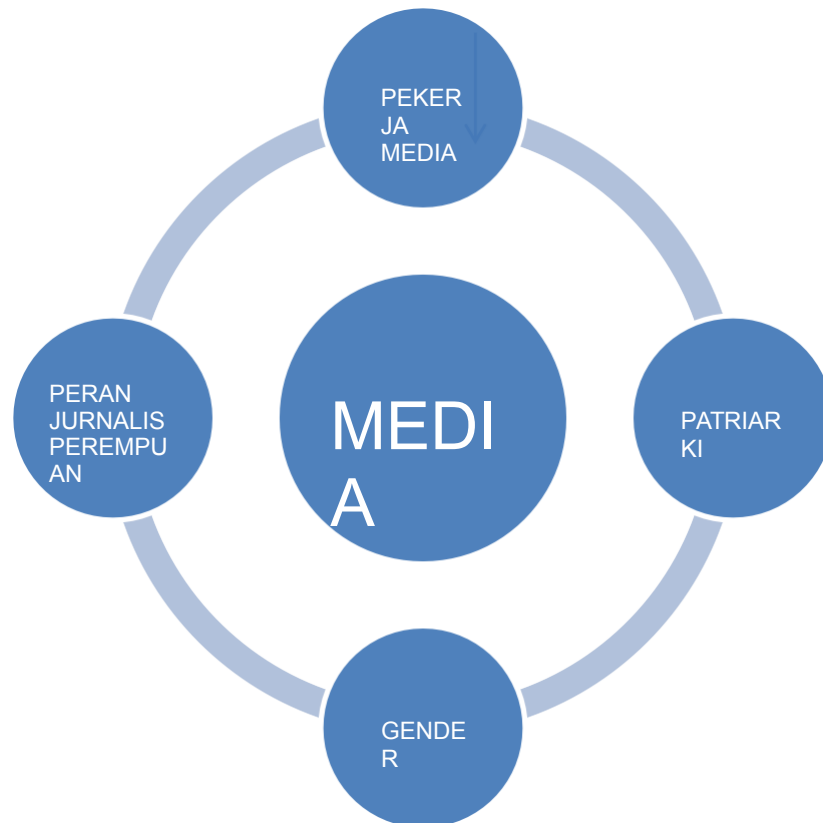 PEKER
JA
MEDIA
PERAN
JURNALIS
PEREMPU
AN
MEDI
A
PATRIAR
KI
GENDE
R